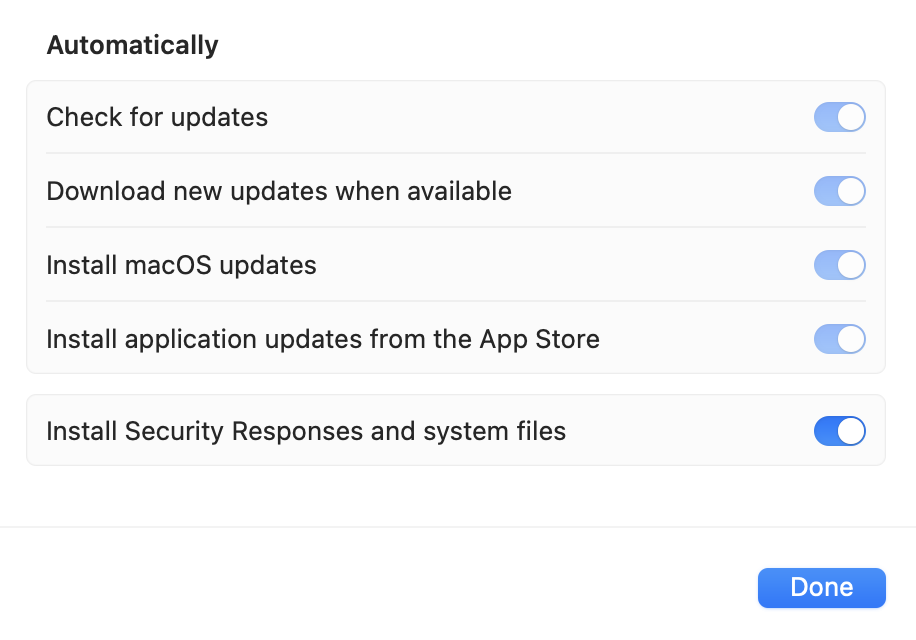 Automatically
Check for updates
Download new updates when available
Install macOS updates
Install application updates from the App Store
Install Security Responses and system files
Done